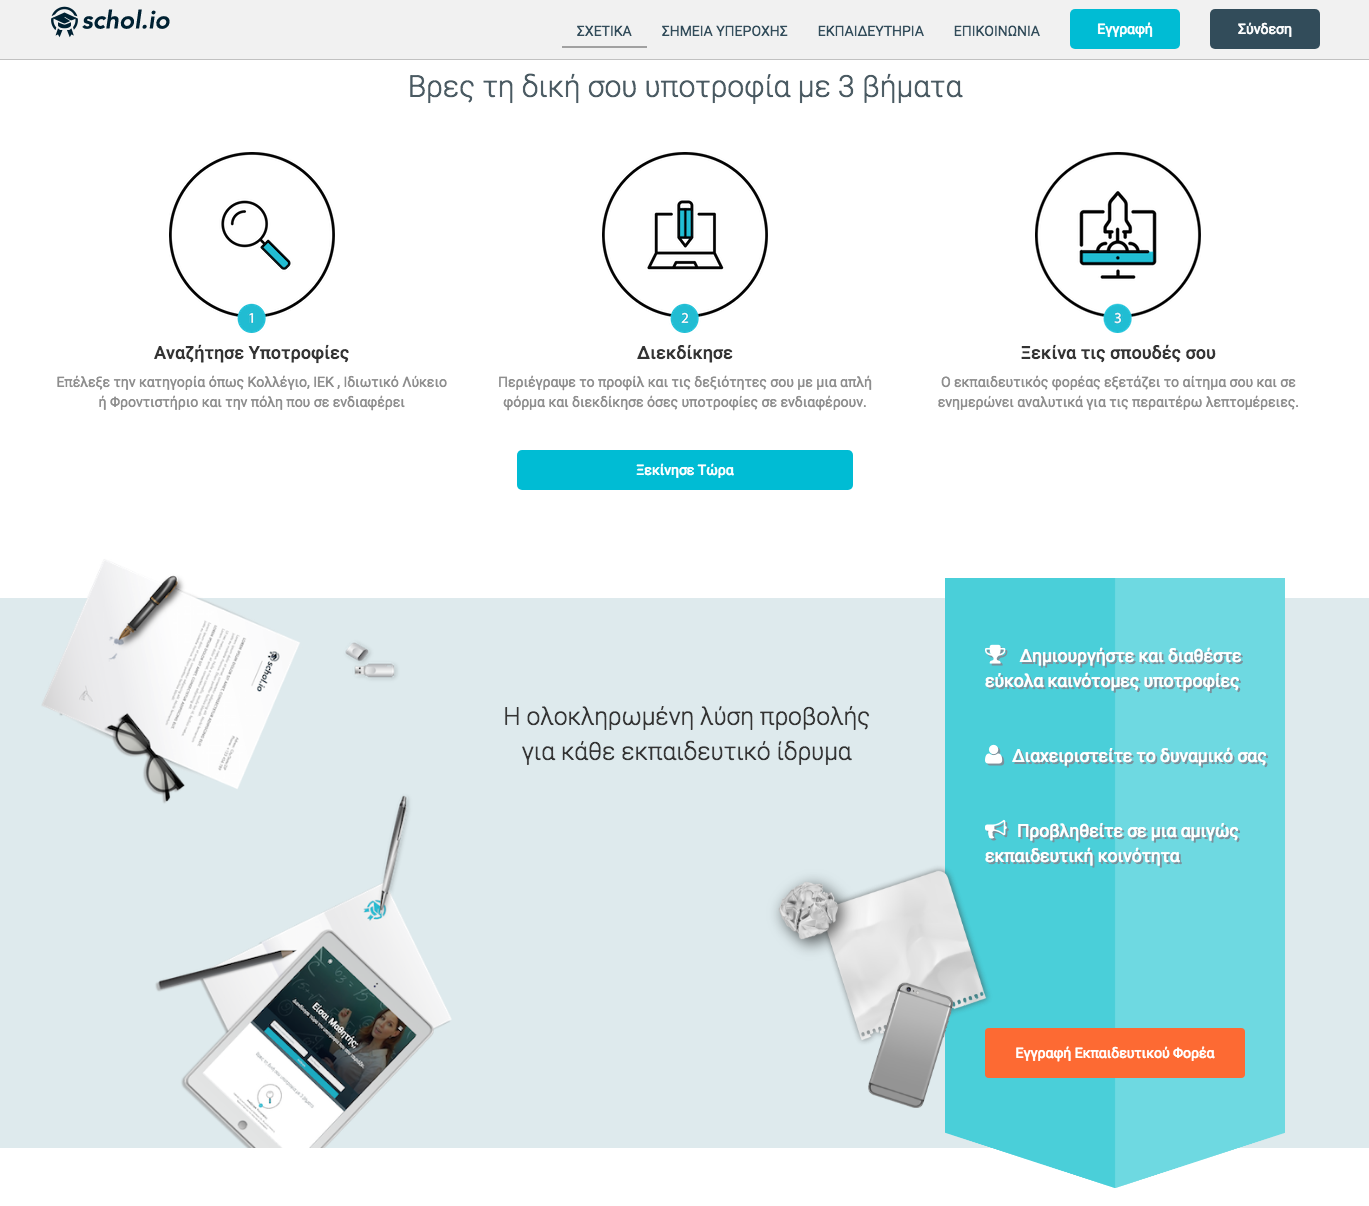 schol.io
ΣΧΕΤΙΚΑ ΣΗΜΕΙΑ ΥΠΕΡΟΧΗΣ ΕΚΠΑΙΔΕΥΤΗΡΙΑ ΕΠΙΚΟΙΝΩΝΙΑ Εγγραφή Σύνδεση
Βρες τη δική σου υποτροφία με 3 βήματα
1
Αναζήτησε Υποτροφίες
Επέλεξε την κατηγορία όπως Κολλέγιο, ΙΕΚ , Ιδιωτικό Λύκειο
ή Φροντιστήριο και την πόλη που σε ενδιαφέρει
2
Διεκδίκησε
Περιέγραψε το προφίλ και τις δεξιότητες σου με μια απλή
φόρμα και διεκδίκησε όσες υποτροφίες σε ενδιαφέρουν.
3
Ξεκίνα τις σπουδές σου
Ο εκπαιδευτικός φορέας εξετάζει το αίτημα σου και σε
ενημερώνει αναλυτικά για τις περαιτέρω λεπτομέρειες.
Ξεκίνησε Τώρα
schol.io
Η ολοκληρωμένη λύση προβολής
για κάθε εκπαιδευτικό ίδρυμα
Δημιουργήστε και διαθέστε
εύκολα καινότομες υποτροφίες
Διαχειριστείτε το δυναμικό σας
Προβληθείτε σε μια αμιγώς
εκπαιδευτική κοινότητα
Εγγραφή Εκπαιδευτικού Φορέα
Είσαι Μαθητής;